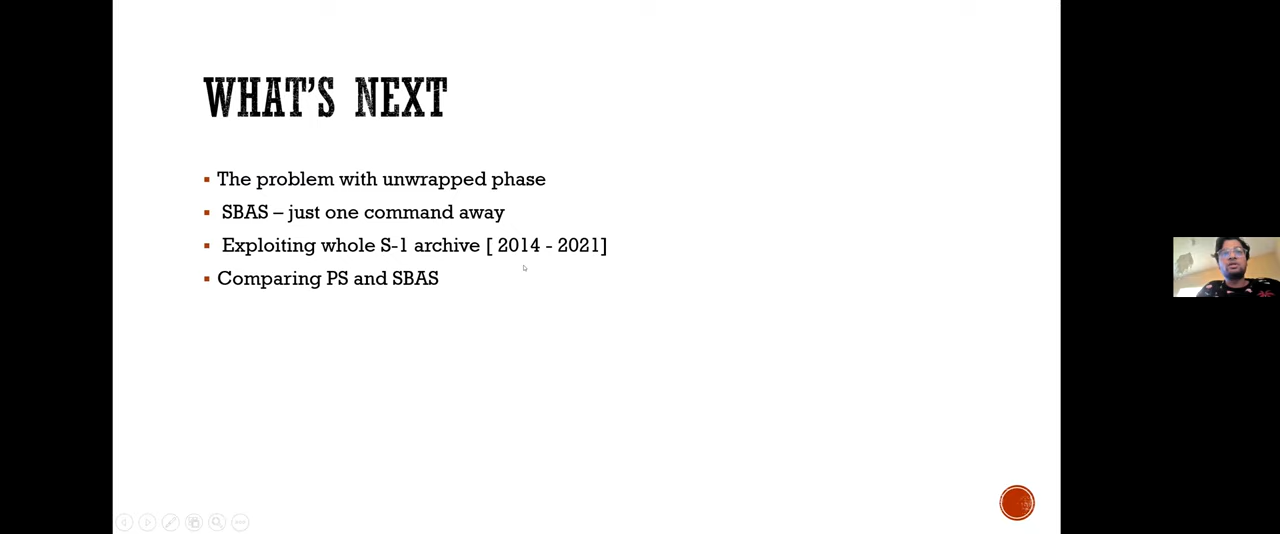 WHAT'S NEXT
The problem with unwrapped phase
SBAS – just one command away
Exploiting whole S-1 archive [ 2014 - 2021]
Comparing PS and SBAS